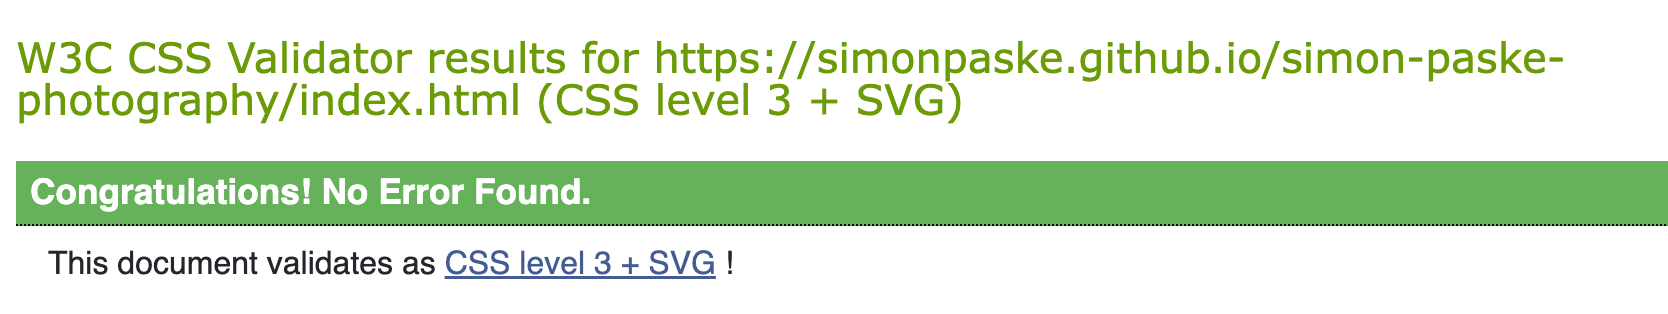 W3C CSS Validator results for https://simonpaske.github.io/simon-paske-
photography/index.html (CSS level 3 + SVG)
Congratulations! No Error Found.
This document validates as CSS level 3 + SVG !